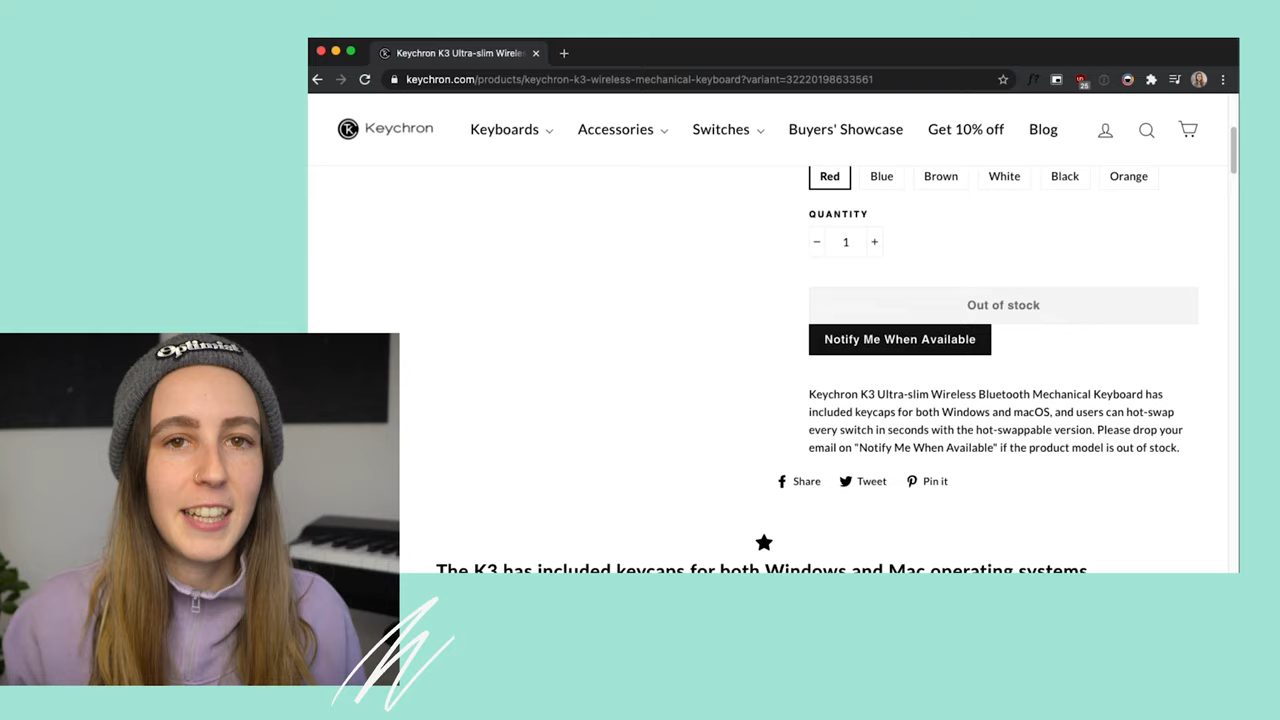 Keychron K3 Ultra-slim Wirele
keychron.com/products/keychron-k3-wireless-mechanical-keyboard?variant=32220198633561
f?
25
Keychron
Keyboards
Accessories
Switches
Buyers' Showcase
Get 10% off
Blog
Red
Blue
Brown
White
Black
Orange
QUANTITY
− 1 +
Out of stock
Notify Me When Available
Keychron K3 Ultra-slim Wireless Bluetooth Mechanical Keyboard has
included keycaps for both Windows and macOS, and users can hot-swap
every switch in seconds with the hot-swappable version. Please drop your
email on "Notify Me When Available" if the product model is out of stock.
Share
Tweet
Pin it
The K3 has included keycaps for both Windows and Mac operating systems
Optimist